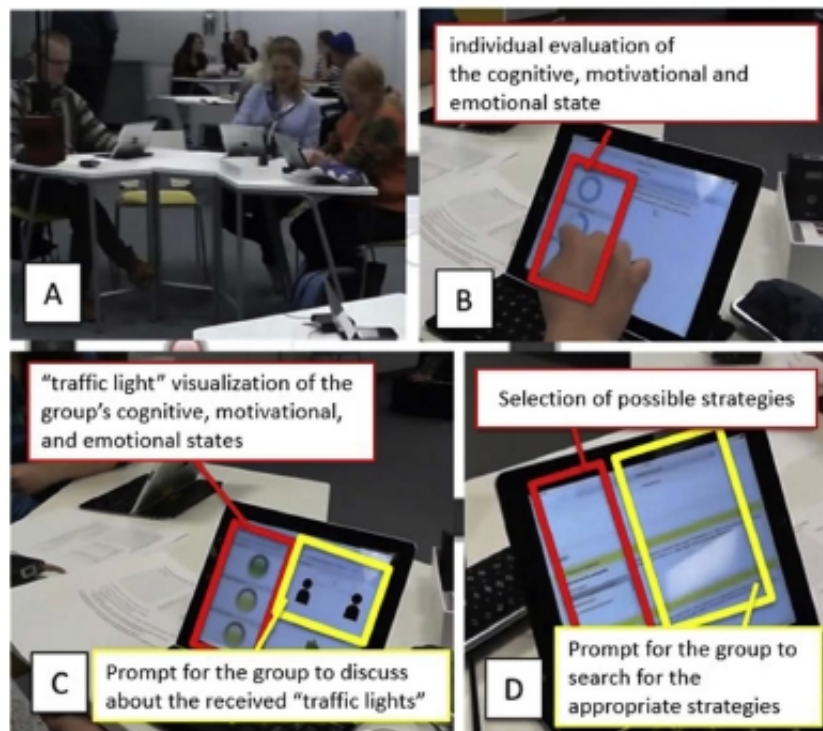 A
individual evaluation of
the cognitive, motivational and
emotional state
B
“traffic light” visualization of the
group’s cognitive, motivational,
and emotional states
C
Prompt for the group to discuss
about the received “traffic lights”
Selection of possible strategies
D
Prompt for the group to
search for the
appropriate strategies